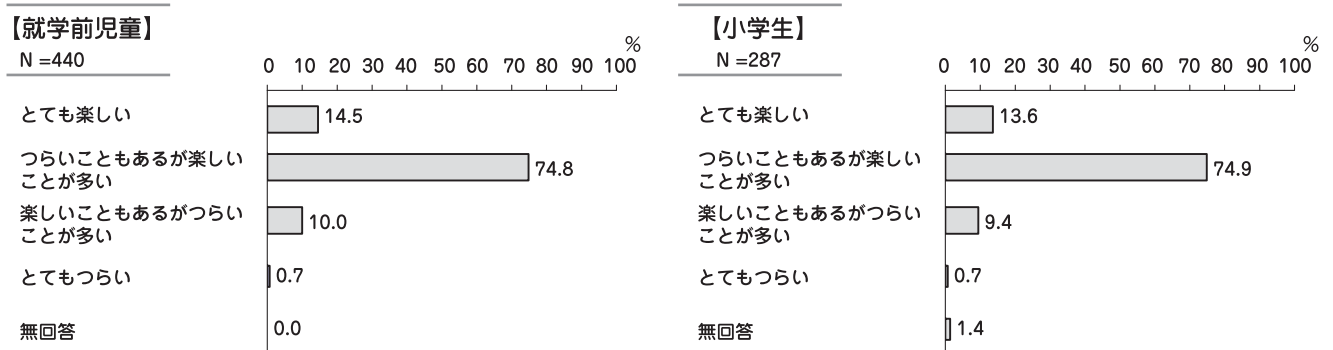 【就学前児童】
N =440
%
0 10 20 30 40 50 60 70 80 90 100
とても楽しい
14.5
つらいこともあるが楽しい
ことが多い
74.8
楽しいこともあるがつらい
ことが多い
10.0
とてもつらい
0.7
無回答
0.0
【小学生】
N =287
%
0 10 20 30 40 50 60 70 80 90 100
とても楽しい
13.6
つらいこともあるが楽しい
ことが多い
74.9
楽しいこともあるがつらい
ことが多い
9.4
とてもつらい
0.7
無回答
1.4